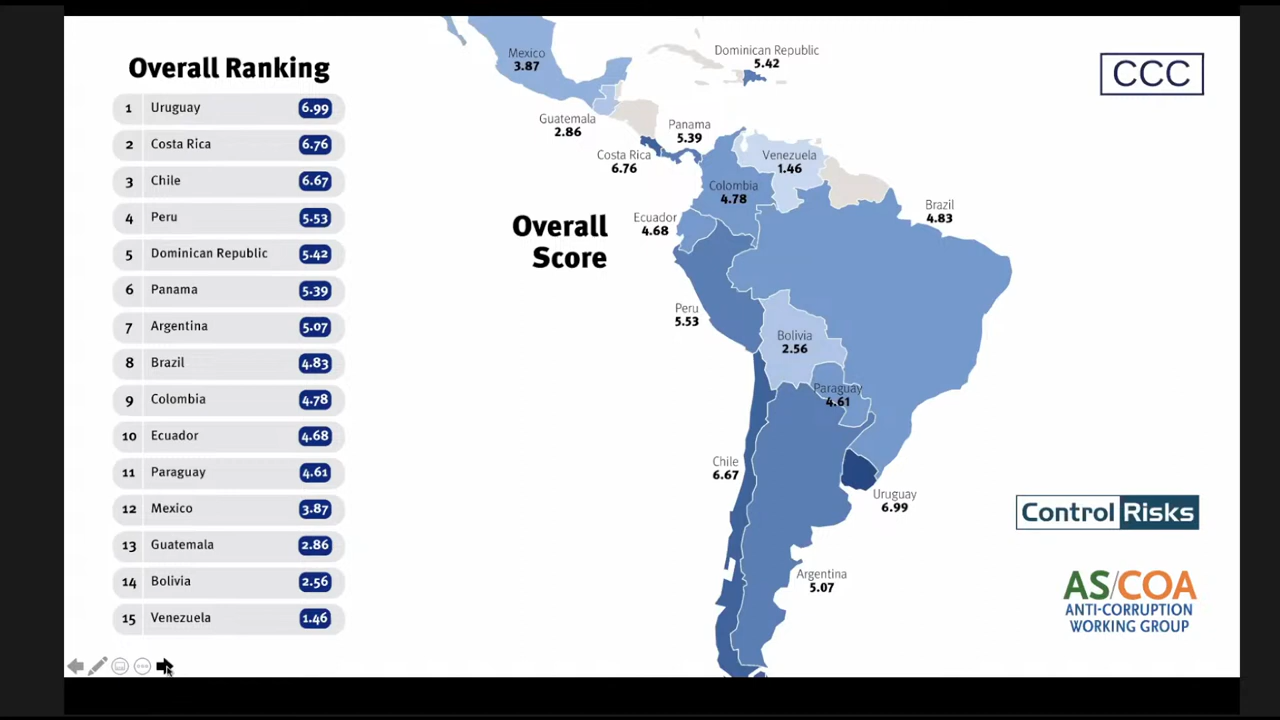 Overall Ranking
1 Uruguay 6.99
2 Costa Rica 6.76
3 Chile 6.67
4 Peru 5.53
5 Dominican Republic 5.42
6 Panama 5.39
7 Argentina 5.07
8 Brazil 4.83
9 Colombia 4.78
10 Ecuador 4.68
11 Paraguay 4.61
12 Mexico 3.87
13 Guatemala 2.86
14 Bolivia 2.56
15 Venezuela 1.46
Overall
Score
Mexico
3.87
Dominican Republic
5.42
Guatemala
2.86
Panama
5.39
Costa Rica
6.76
Venezuela
1.46
Colombia
4.78
Ecuador
4.68
Brazil
4.83
Peru
5.53
Bolivia
2.56
Paraguay
4.61
Chile
6.67
Uruguay
6.99
Argentina
5.07
CCC
Control Risks
AS/COA
ANTI-CORRUPTION
WORKING GROUP